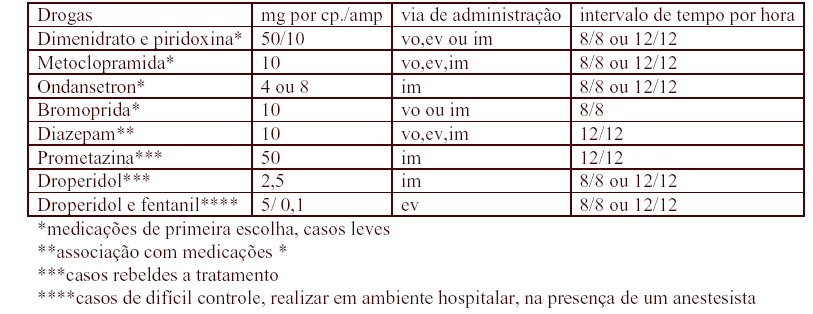 Drogas mg por cp./amp via de administração intervalo de tempo por hora
Dimenidrato e piridoxina* 50/10 vo,ev ou im 8/8 ou 12/12
Metoclopramida* 10 vo,ev,im 8/8 ou 12/12
Ondansetron* 4 ou 8 im 8/8 ou 12/12
Bromoprida* 10 vo ou im 8/8
Diazepam** 10 vo,ev,im 12/12
Prometazina*** 50 im 12/12
Droperidol*** 2,5 im 8/8 ou 12/12
Droperidol e fentanil**** 5/ 0,1 ev 8/8 ou 12/12
*medicações de primeira escolha, casos leves
**associação com medicações *
***casos rebeldes a tratamento
****casos de difícil controle, realizar em ambiente hospitalar, na presença de um anestesista